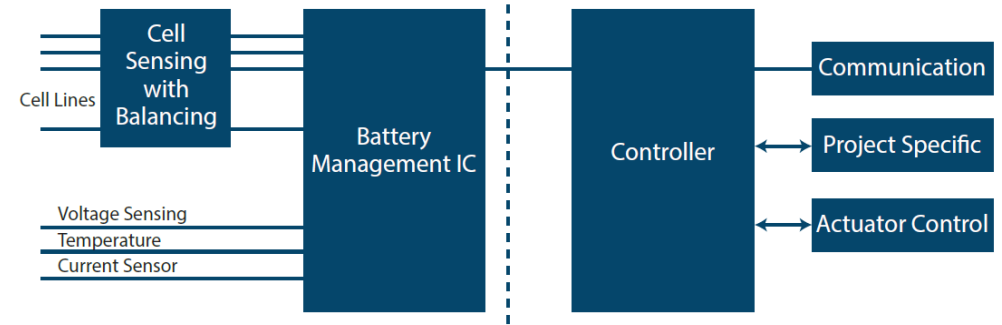 Cell
Sensing
with
Balancing
Cell Lines
Battery
Management IC
Voltage Sensing
Temperature
Current Sensor
Controller
Communication
Project Specific
Actuator Control